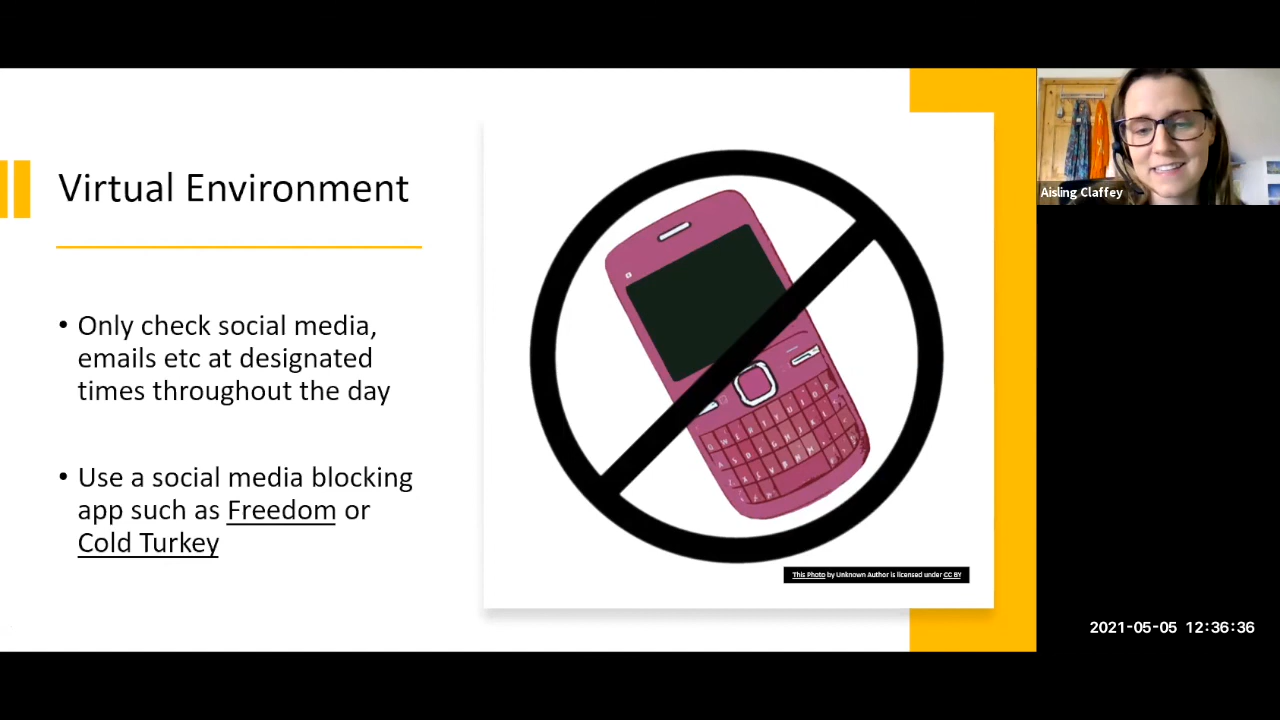 Virtual Environment
• Only check social media,
emails etc at designated
times throughout the day
• Use a social media blocking
app such as Freedom or
Cold Turkey
This Photo by Unknown Author is licensed under CC BY
Aisling Claffey
2021-05-05 12:36:36